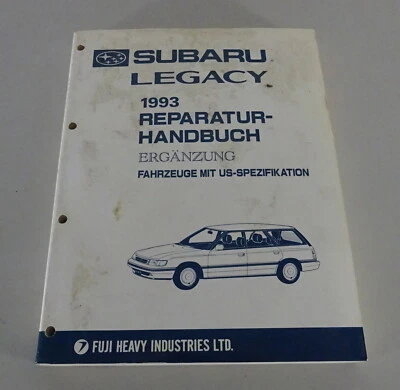 SUBARU
LEGACY
1993
REPARATUR-
HANDBUCH
ERGÄNZUNG
FAHRZEUGE MIT US-SPEZIFIKATION
FUJI HEAVY INDUSTRIES LTD.